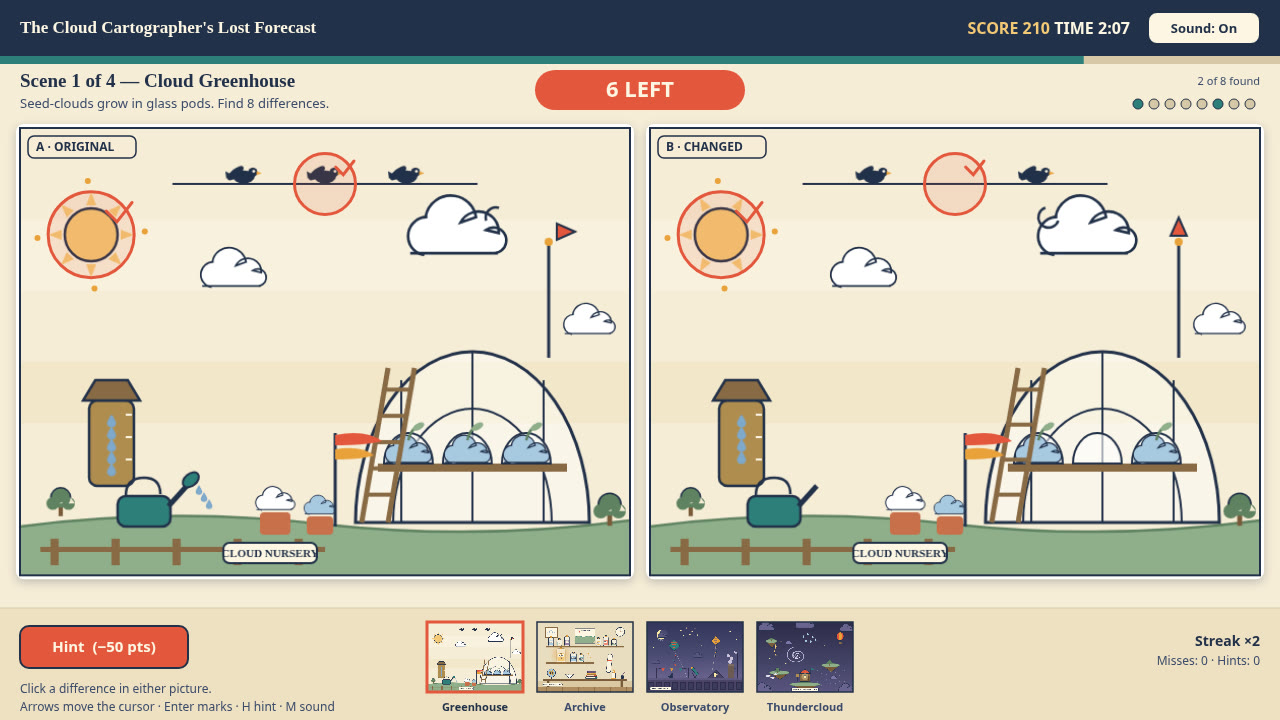 The Cloud Cartographer's Lost Forecast
SCORE 210 TIME 2:07
Sound: On
Scene 1 of 4 — Cloud Greenhouse
Seed-clouds grow in glass pods. Find 8 differences.
6 LEFT
2 of 8 found
A · ORIGINAL
B · CHANGED
CLOUD NURSERY
CLOUD NURSERY
Hint (−50 pts)
Click a difference in either picture.
Arrows move the cursor · Enter marks · H hint · M sound
Greenhouse
Archive
Observatory
Thundercloud
Streak ×2
Misses: 0 · Hints: 0